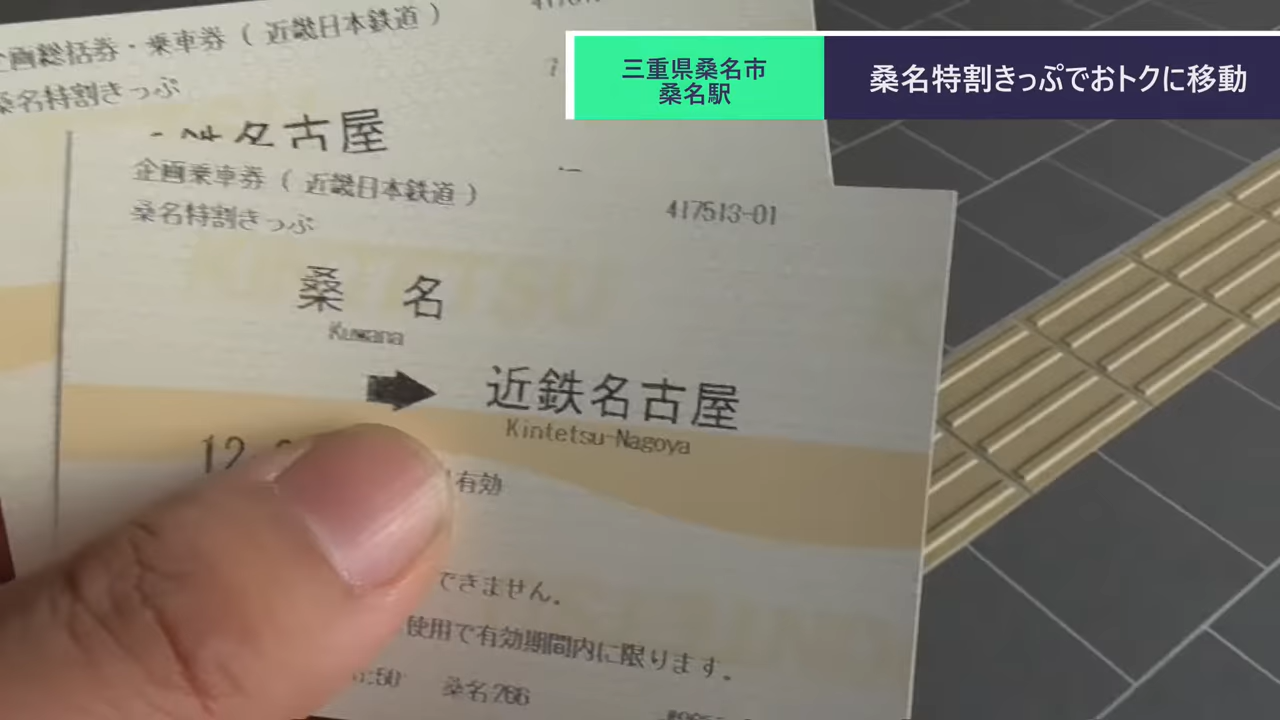 企画総括券・乗車券(近畿日本鉄道)
桑名特割きっぷ
名古屋
三重県桑名市
桑名駅
桑名特割きっぷでおトクに移動
企画乗車券(近畿日本鉄道)
417513-01
桑名特割きっぷ
桑名
Kuwana
➡ 近鉄名古屋
Kintetsu-Nagoya
12
有効
できません。
使用で有効期間内に限ります。
:50 桑名266
KINTETSU